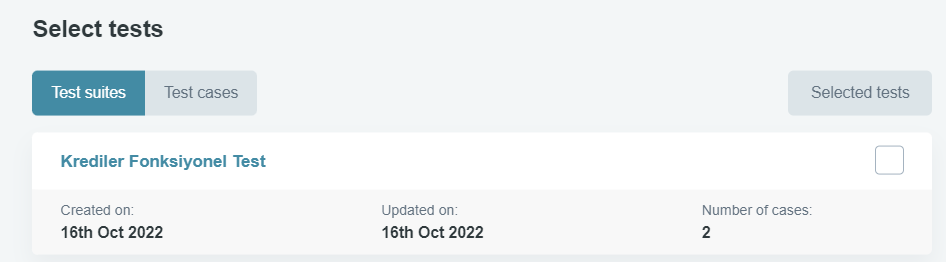 Select tests
Test suites Test cases Selected tests
Krediler Fonksiyonel Test
Created on: Updated on: Number of cases:
16th Oct 2022 16th Oct 2022 2